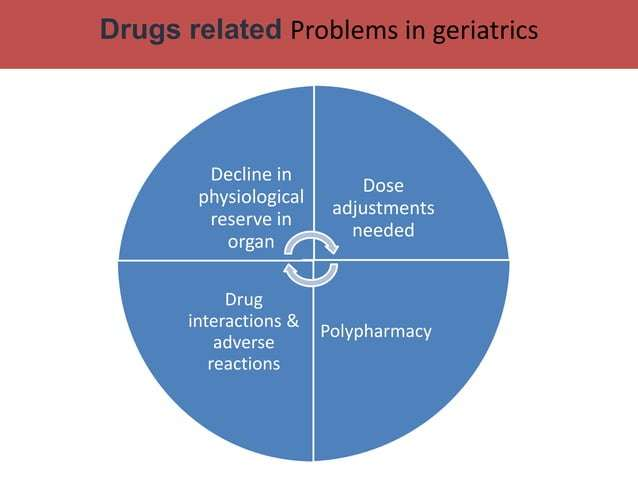 Drugs related Problems in geriatrics
Decline in
physiological
reserve in
organ
Dose
adjustments
needed
Drug
interactions &
adverse
reactions
Polypharmacy